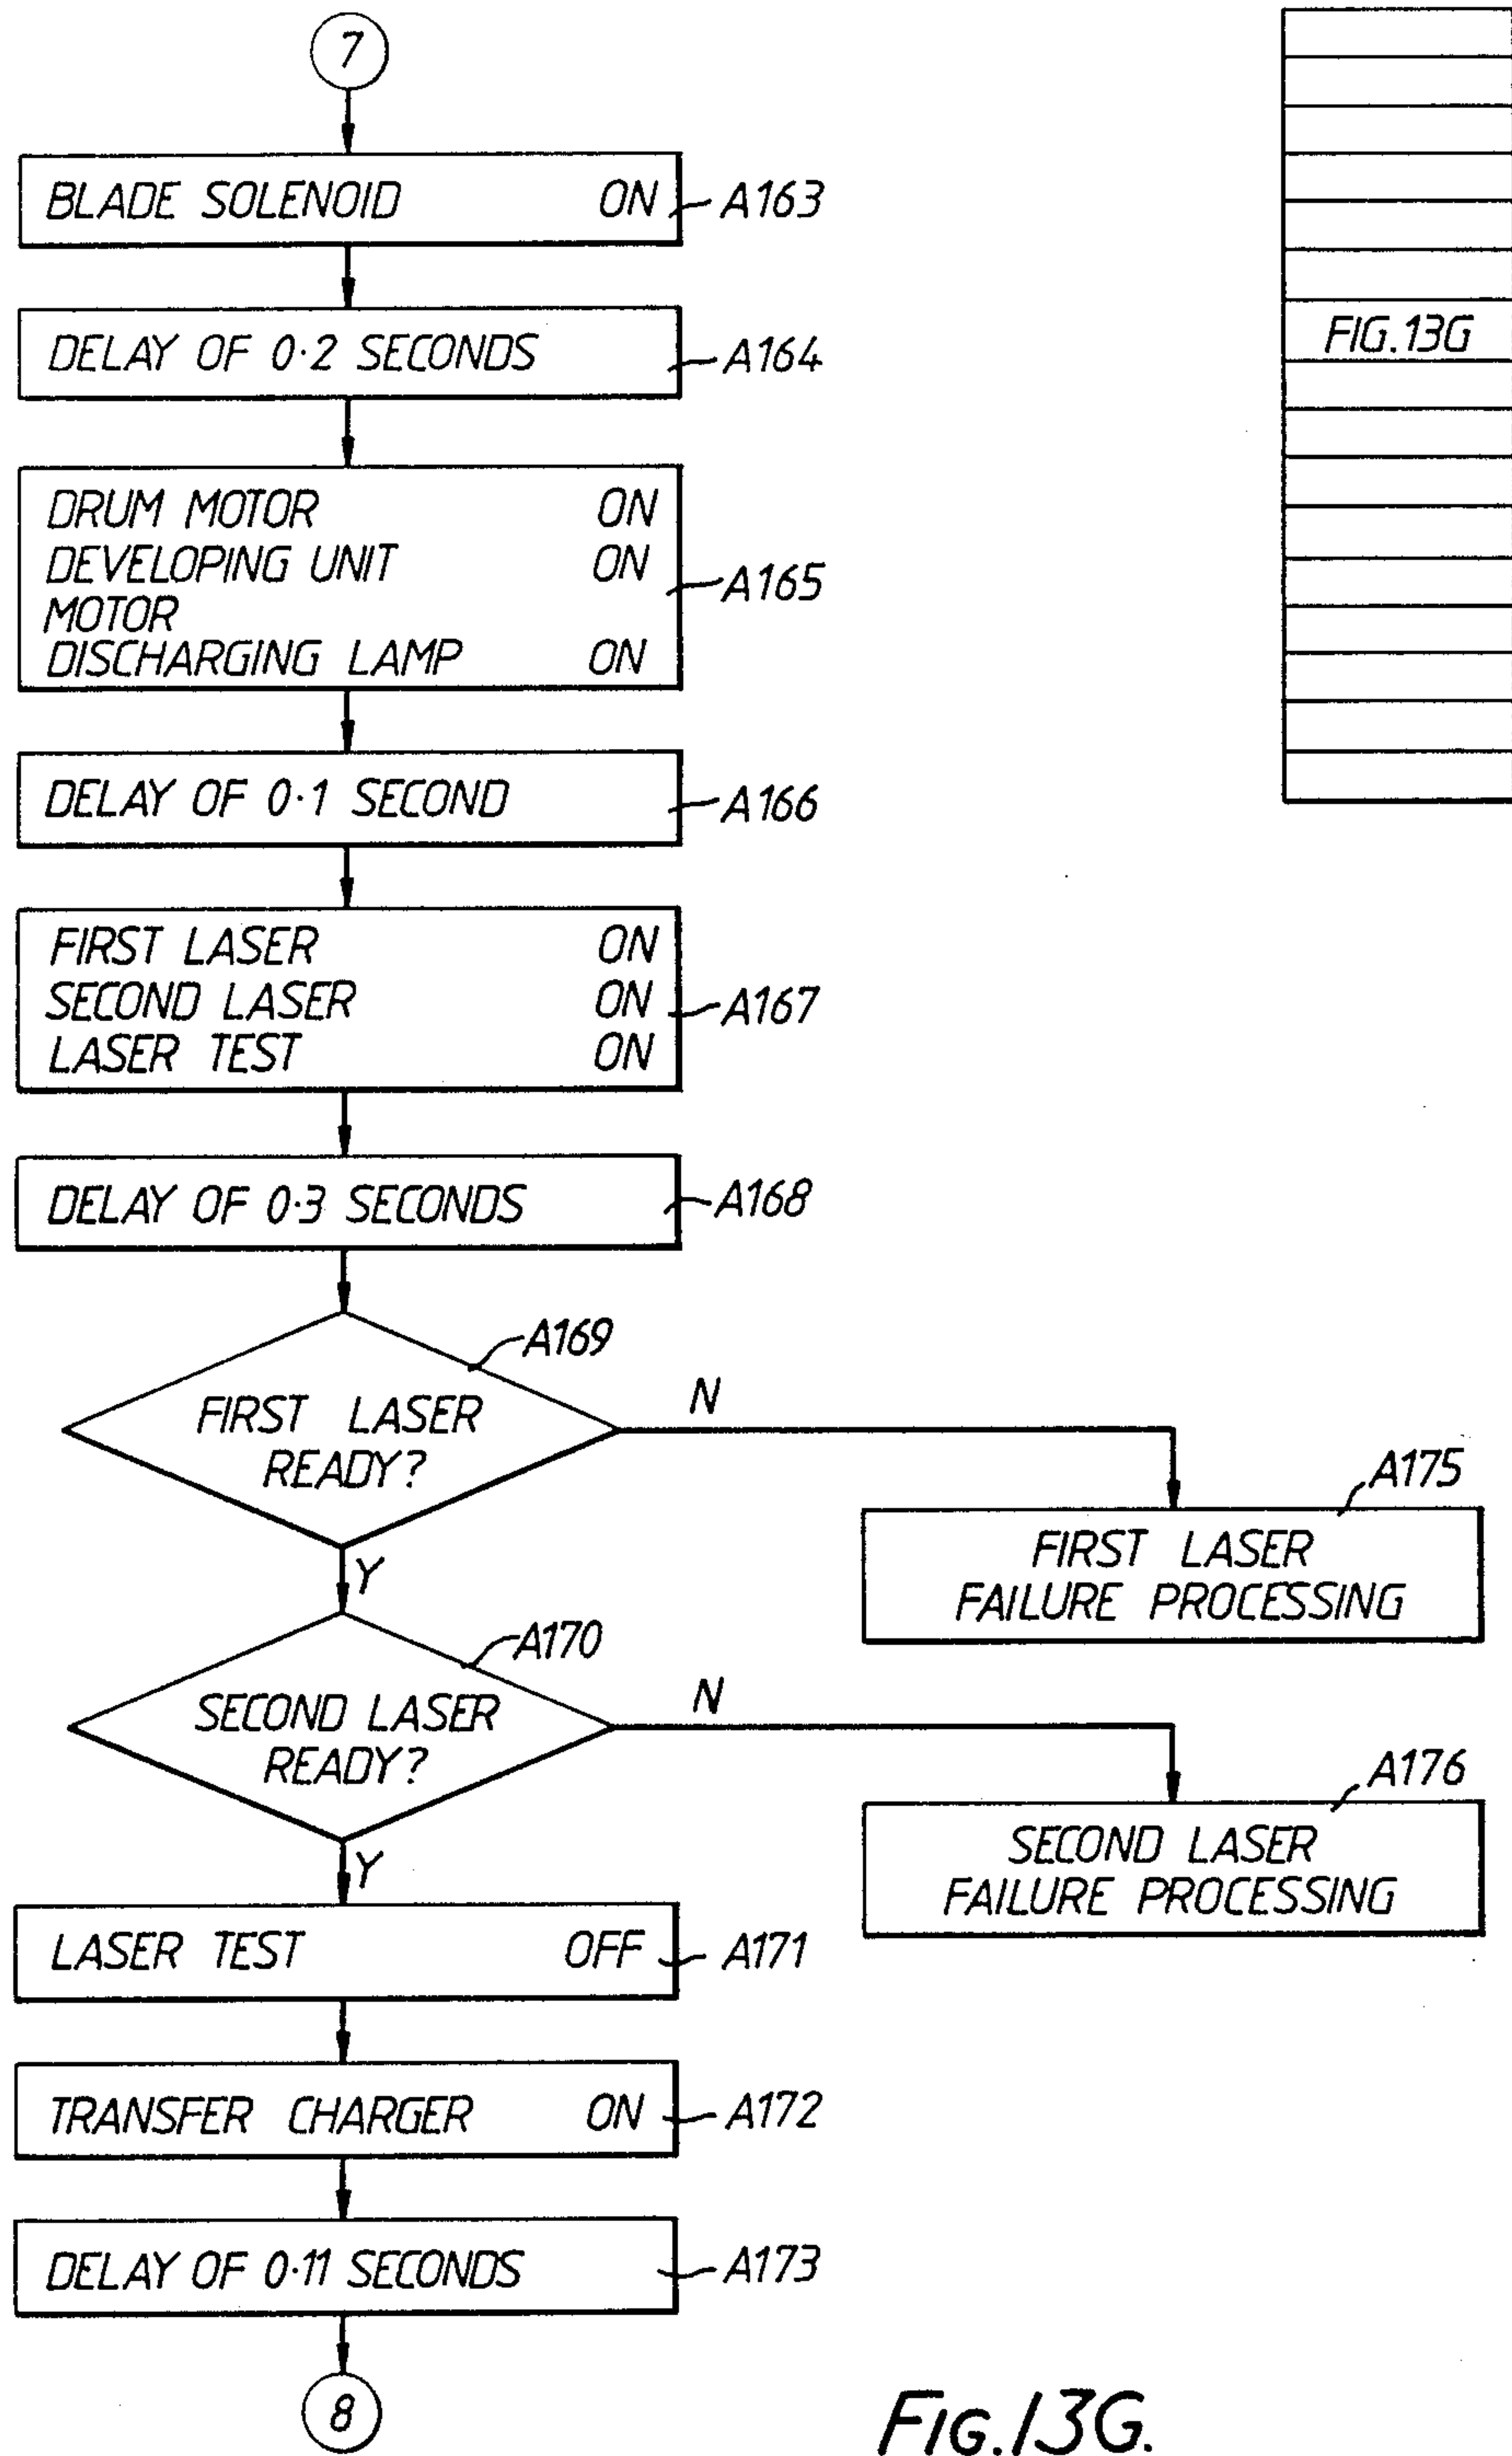 7
BLADE SOLENOID ON A163
DELAY OF 0·2 SECONDS A164
FIG.13G
DRUM MOTOR ON
DEVELOPING UNIT ON
MOTOR
A165
DISCHARGING LAMP ON
DELAY OF 0·1 SECOND A166
FIRST LASER ON
SECOND LASER ON A167
LASER TEST ON
DELAY OF 0·3 SECONDS A168
A169
FIRST LASER
READY?
N
Y
A175
FIRST LASER
FAILURE PROCESSING
A170
SECOND LASER
READY?
N
Y
A176
SECOND LASER
FAILURE PROCESSING
LASER TEST OFF A171
TRANSFER CHARGER ON A172
DELAY OF 0·11 SECONDS A173
8
FIG.13G.